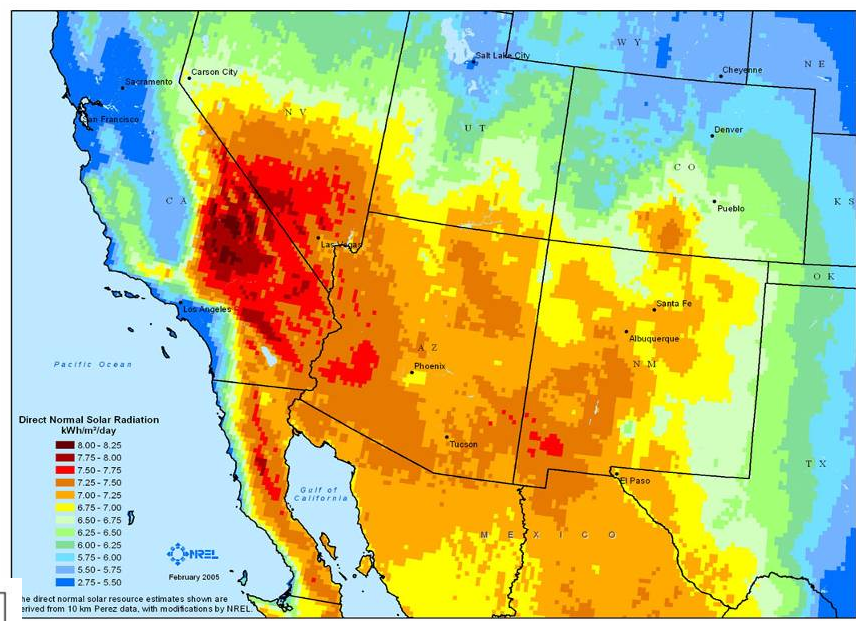 Salt Lake City
W Y
Cheyenne
N E
Carson City
Sacramento
N V
San Francisco
U T
Denver
C O
Pueblo
K S
C A
Las Vegas
O K
Santa Fe
Los Angeles
Albuquerque
A Z
N M
Pacific Ocean
Phoenix
Tucson
T X
El Paso
Gulf of
California
M E X I C O
Direct Normal Solar Radiation
kWh/m²/day
8.00 - 8.25
7.75 - 8.00
7.50 - 7.75
7.25 - 7.50
7.00 - 7.25
6.75 - 7.00
6.50 - 6.75
6.25 - 6.50
6.00 - 6.25
5.75 - 6.00
5.50 - 5.75
2.75 - 5.50
NREL
February 2005
he direct normal solar resource estimates shown are
erived from 10 km Perez data, with modifications by NREL.